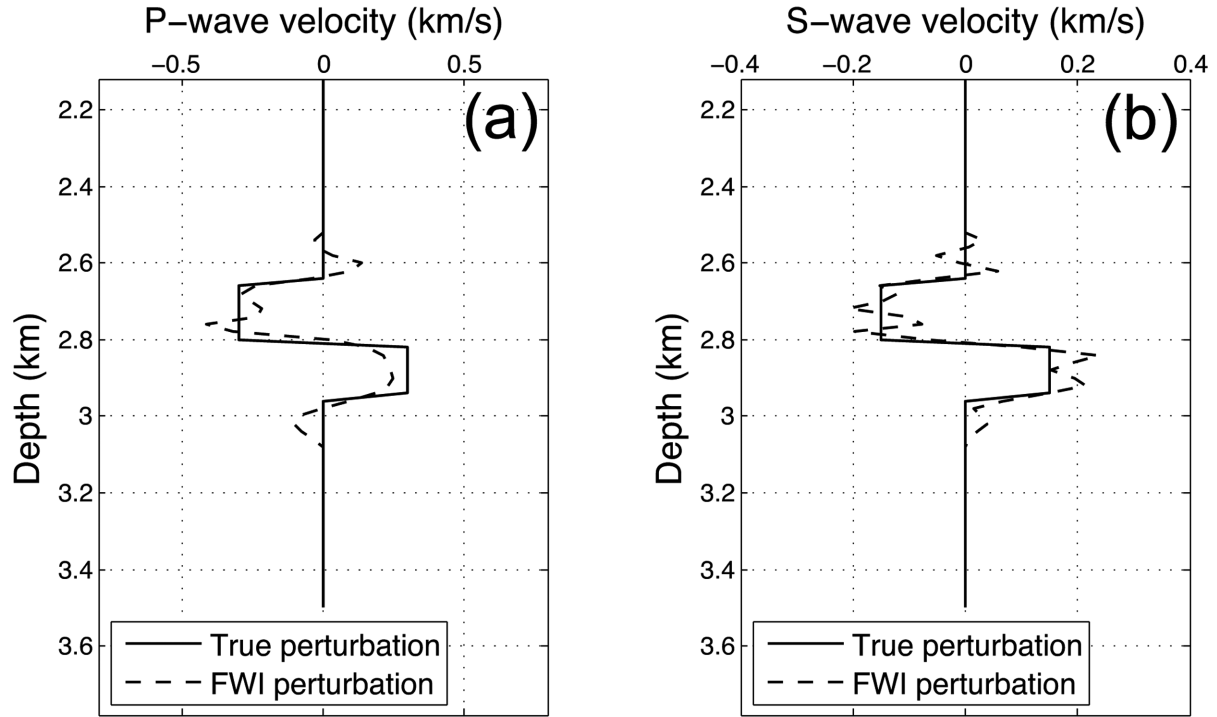 P-wave velocity (km/s)
-0.5 0 0.5
(a)
2.2
2.4
2.6
2.8
3
3.2
3.4
3.6
Depth (km)
True perturbation
FWI perturbation
S-wave velocity (km/s)
-0.4 -0.2 0 0.2 0.4
(b)
2.2
2.4
2.6
2.8
3
3.2
3.4
3.6
Depth (km)
True perturbation
FWI perturbation